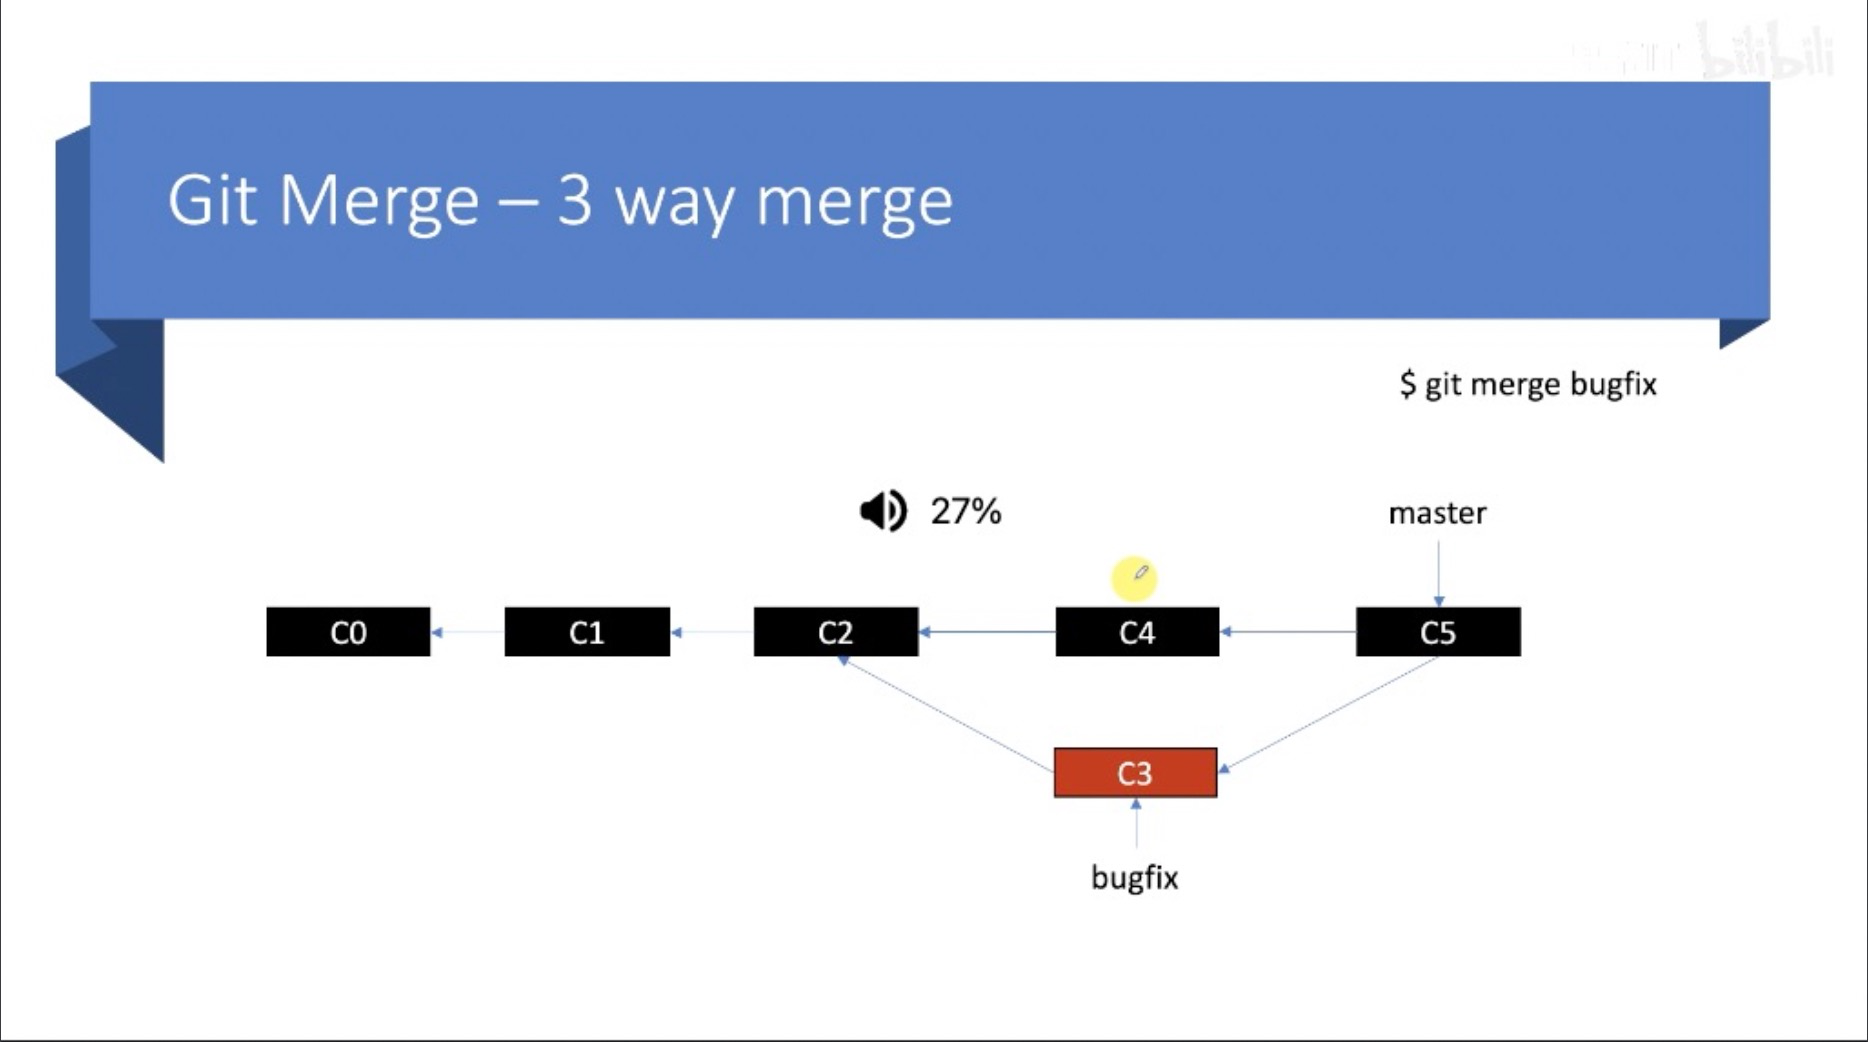 bilibili
Git Merge – 3 way merge
$ git merge bugfix
27%
master
C0 C1 C2 C4 C5
C3
bugfix